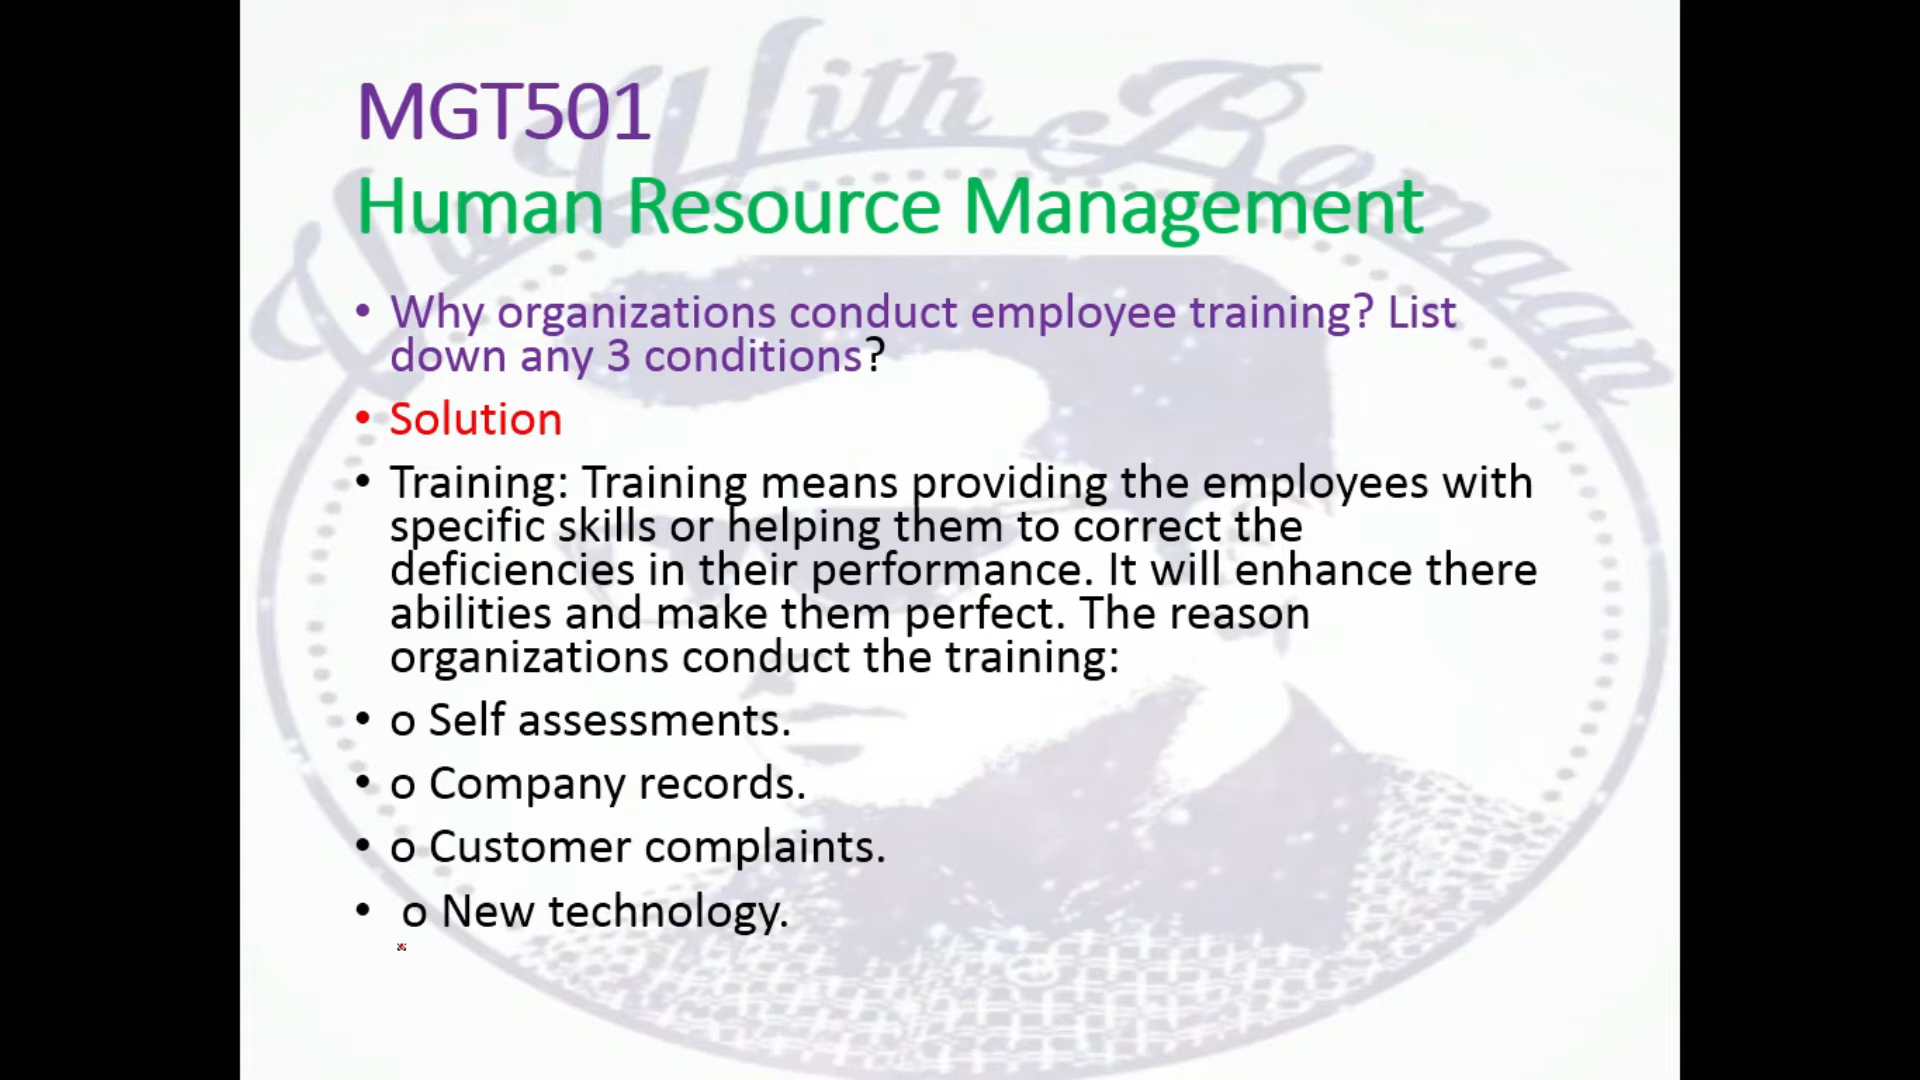 MGT501
Human Resource Management
• Why organizations conduct employee training? List
down any 3 conditions?
• Solution
• Training: Training means providing the employees with
specific skills or helping them to correct the
deficiencies in their performance. It will enhance there
abilities and make them perfect. The reason
organizations conduct the training:
• o Self assessments.
• o Company records.
• o Customer complaints.
• o New technology.
With Romaan